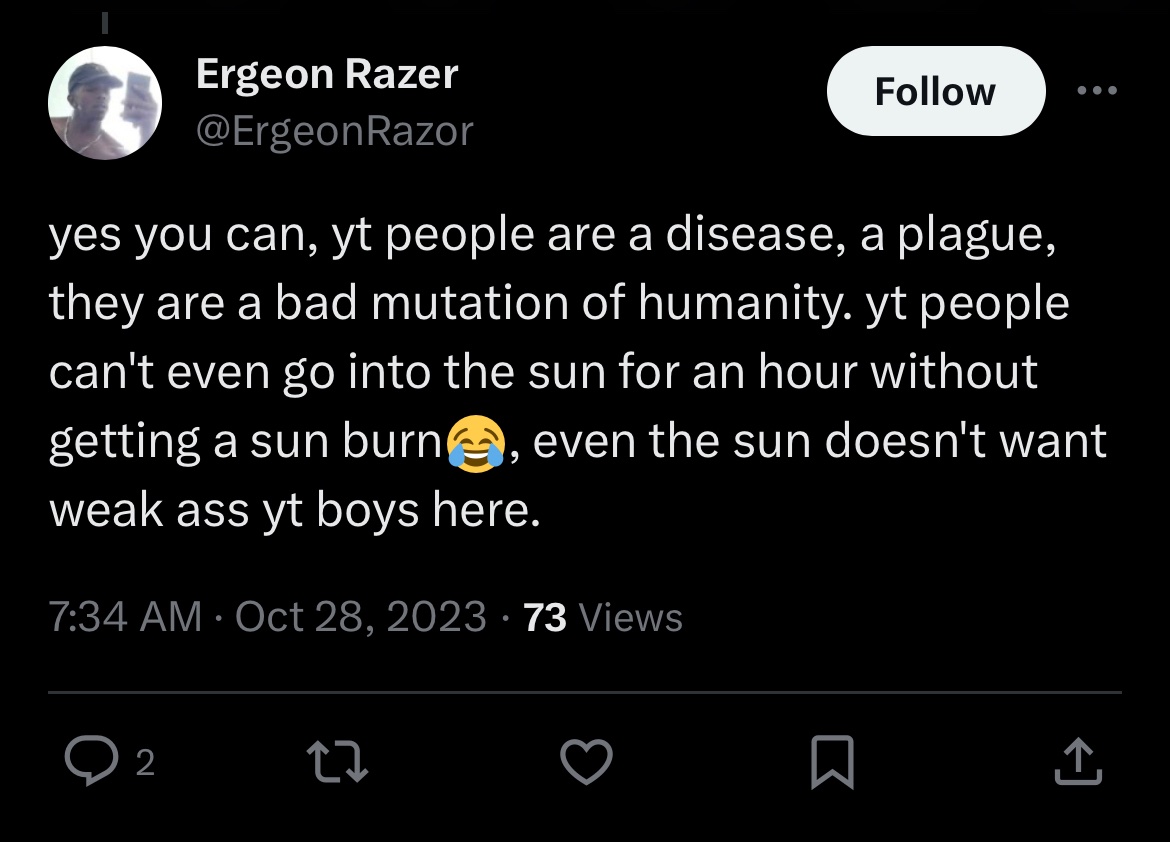 Ergeon Razer
@ErgeonRazor
Follow
yes you can, yt people are a disease, a plague,
they are a bad mutation of humanity. yt people
can't even go into the sun for an hour without
getting a sun burn😂, even the sun doesn't want
weak ass yt boys here.
7:34 AM · Oct 28, 2023 · 73 Views
2